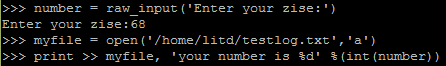 >>> number = raw_input('Enter your zise:')
Enter your zise:68
>>> myfile = open('/home/litd/testlog.txt','a')
>>> print >> myfile, 'your number is %d' %(int(number))